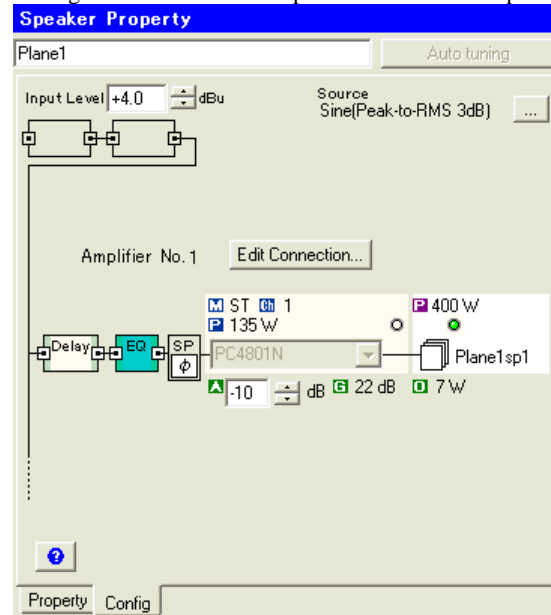 Speaker Property
Plane1 Auto tuning
Input Level +4.0 dBu Source
Sine(Peak-to-RMS 3dB) ...
Amplifier No. 1 Edit Connection...
M ST Ch 1 P 400 W
P 135 W
Delay EQ SP PC4801N Plane1sp1
ϕ
A -10 dB G 22 dB O 7 W
?
Property Config